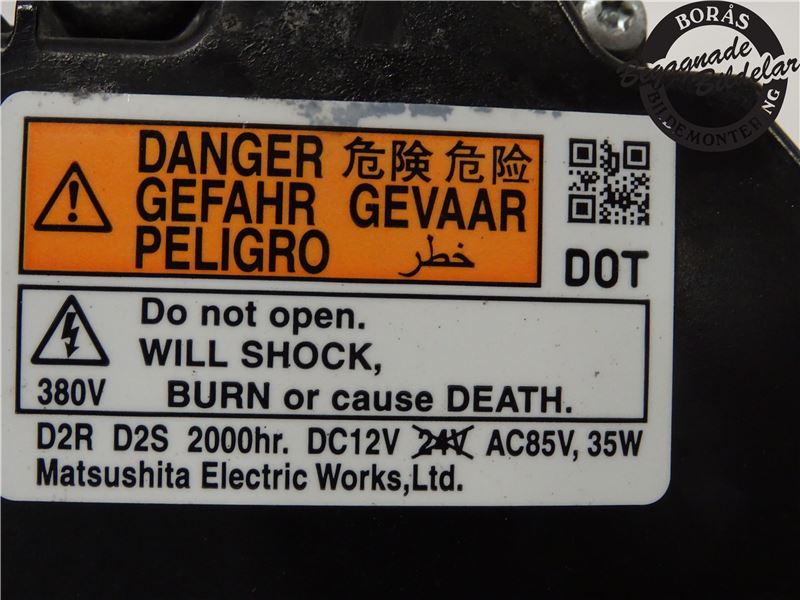 DANGER 危険 危险
GEFAHR GEVAAR
PELIGRO خطر
DOT
Do not open.
WILL SHOCK,
380V BURN or cause DEATH.
D2R D2S 2000hr. DC12V 24V AC85V, 35W
Matsushita Electric Works,Ltd.
BORÅS
Begagnade
Bildelar
BILDEMONTERING